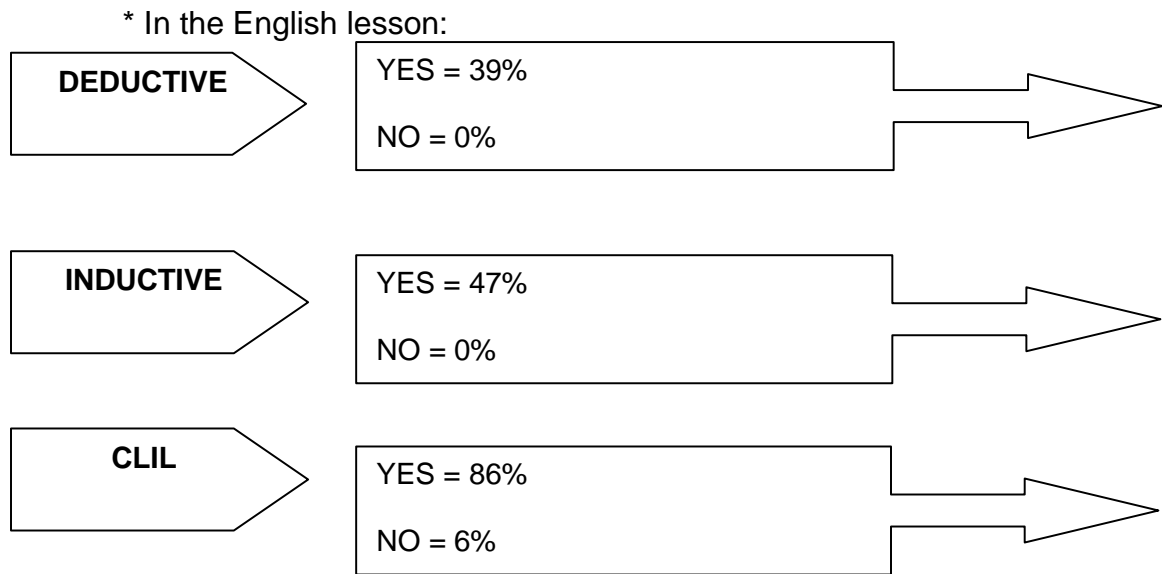 * In the English lesson:
DEDUCTIVE
YES = 39%
NO = 0%
INDUCTIVE
YES = 47%
NO = 0%
CLIL
YES = 86%
NO = 6%